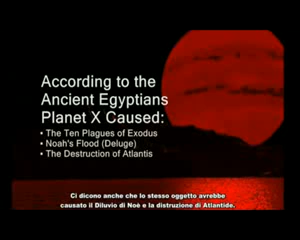 According to the
Ancient Egyptians
Planet X Caused:
• The Ten Plagues of Exodus
• Noah's Flood (Deluge)
• The Destruction of Atlantis
Ci dicono anche che lo stesso oggetto avrebbe
causato il Diluvio di Noè e la distruzione di Atlantide.